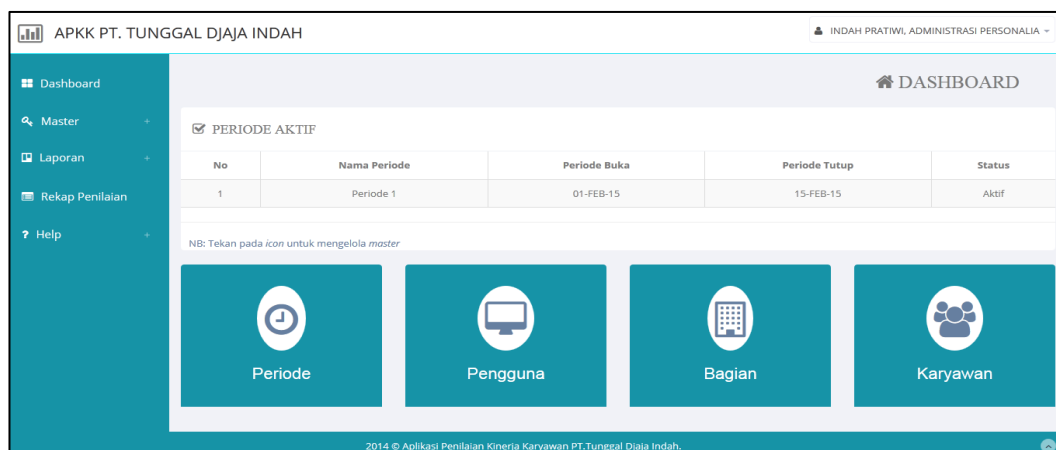 APKK PT. TUNGGAL DJAJA INDAH
INDAH PRATIWI, ADMINISTRASI PERSONALIA
Dashboard
Master +
Laporan +
Rekap Penilaian
? Help +
DASHBOARD
PERIODE AKTIF
No Nama Periode Periode Buka Periode Tutup Status
1 Periode 1 01-FEB-15 15-FEB-15 Aktif
NB: Tekan pada icon untuk mengelola master
Periode
Pengguna
Bagian
Karyawan
2014 © Aplikasi Penilaian Kinerja Karyawan PT.Tunggal Djaja Indah.